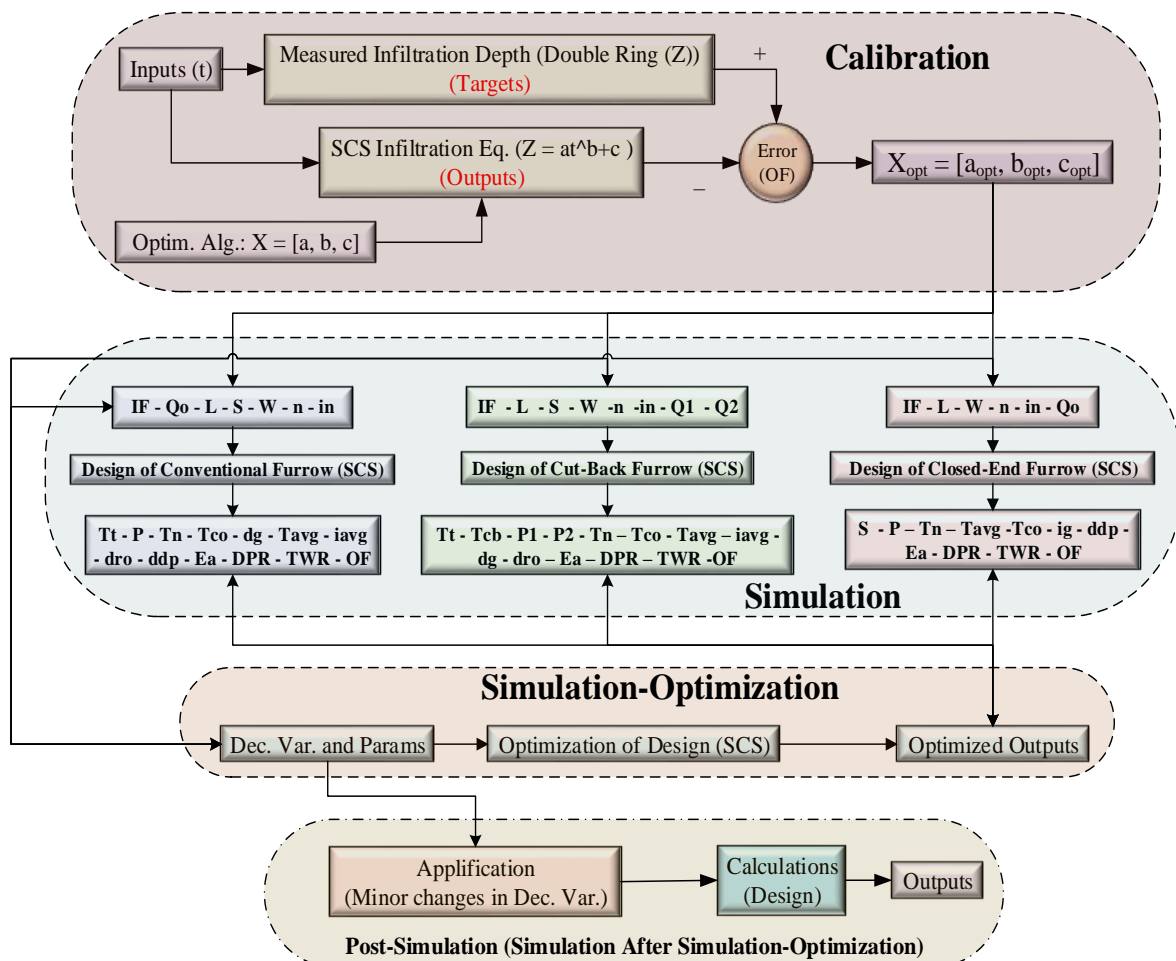 Calibration
Inputs (t)
Measured Infiltration Depth (Double Ring (Z))
(Targets)
+
SCS Infiltration Eq. (Z = at^b+c )
(Outputs)
Error
(OF)
–
Xopt = [aopt, bopt, copt]
Optim. Alg.: X = [a, b, c]
IF - Qo - L - S - W - n - in
IF - L - S - W -n -in - Q1 - Q2
IF - L - W - n - in - Qo
Design of Conventional Furrow (SCS)
Design of Cut-Back Furrow (SCS)
Design of Closed-End Furrow (SCS)
Tt - P - Tn - Tco - dg - Tavg - iavg
- dro - ddp - Ea - DPR - TWR - OF
Tt - Tcb - P1 - P2 - Tn – Tco - Tavg – iavg -
dg - dro – Ea – DPR – TWR -OF
S - P – Tn – Tavg -Tco - ig - ddp -
Ea - DPR - TWR - OF
Simulation
Simulation-Optimization
Dec. Var. and Params
Optimization of Design (SCS)
Optimized Outputs
Applification
(Minor changes in Dec. Var.)
Calculations
(Design)
Outputs
Post-Simulation (Simulation After Simulation-Optimization)